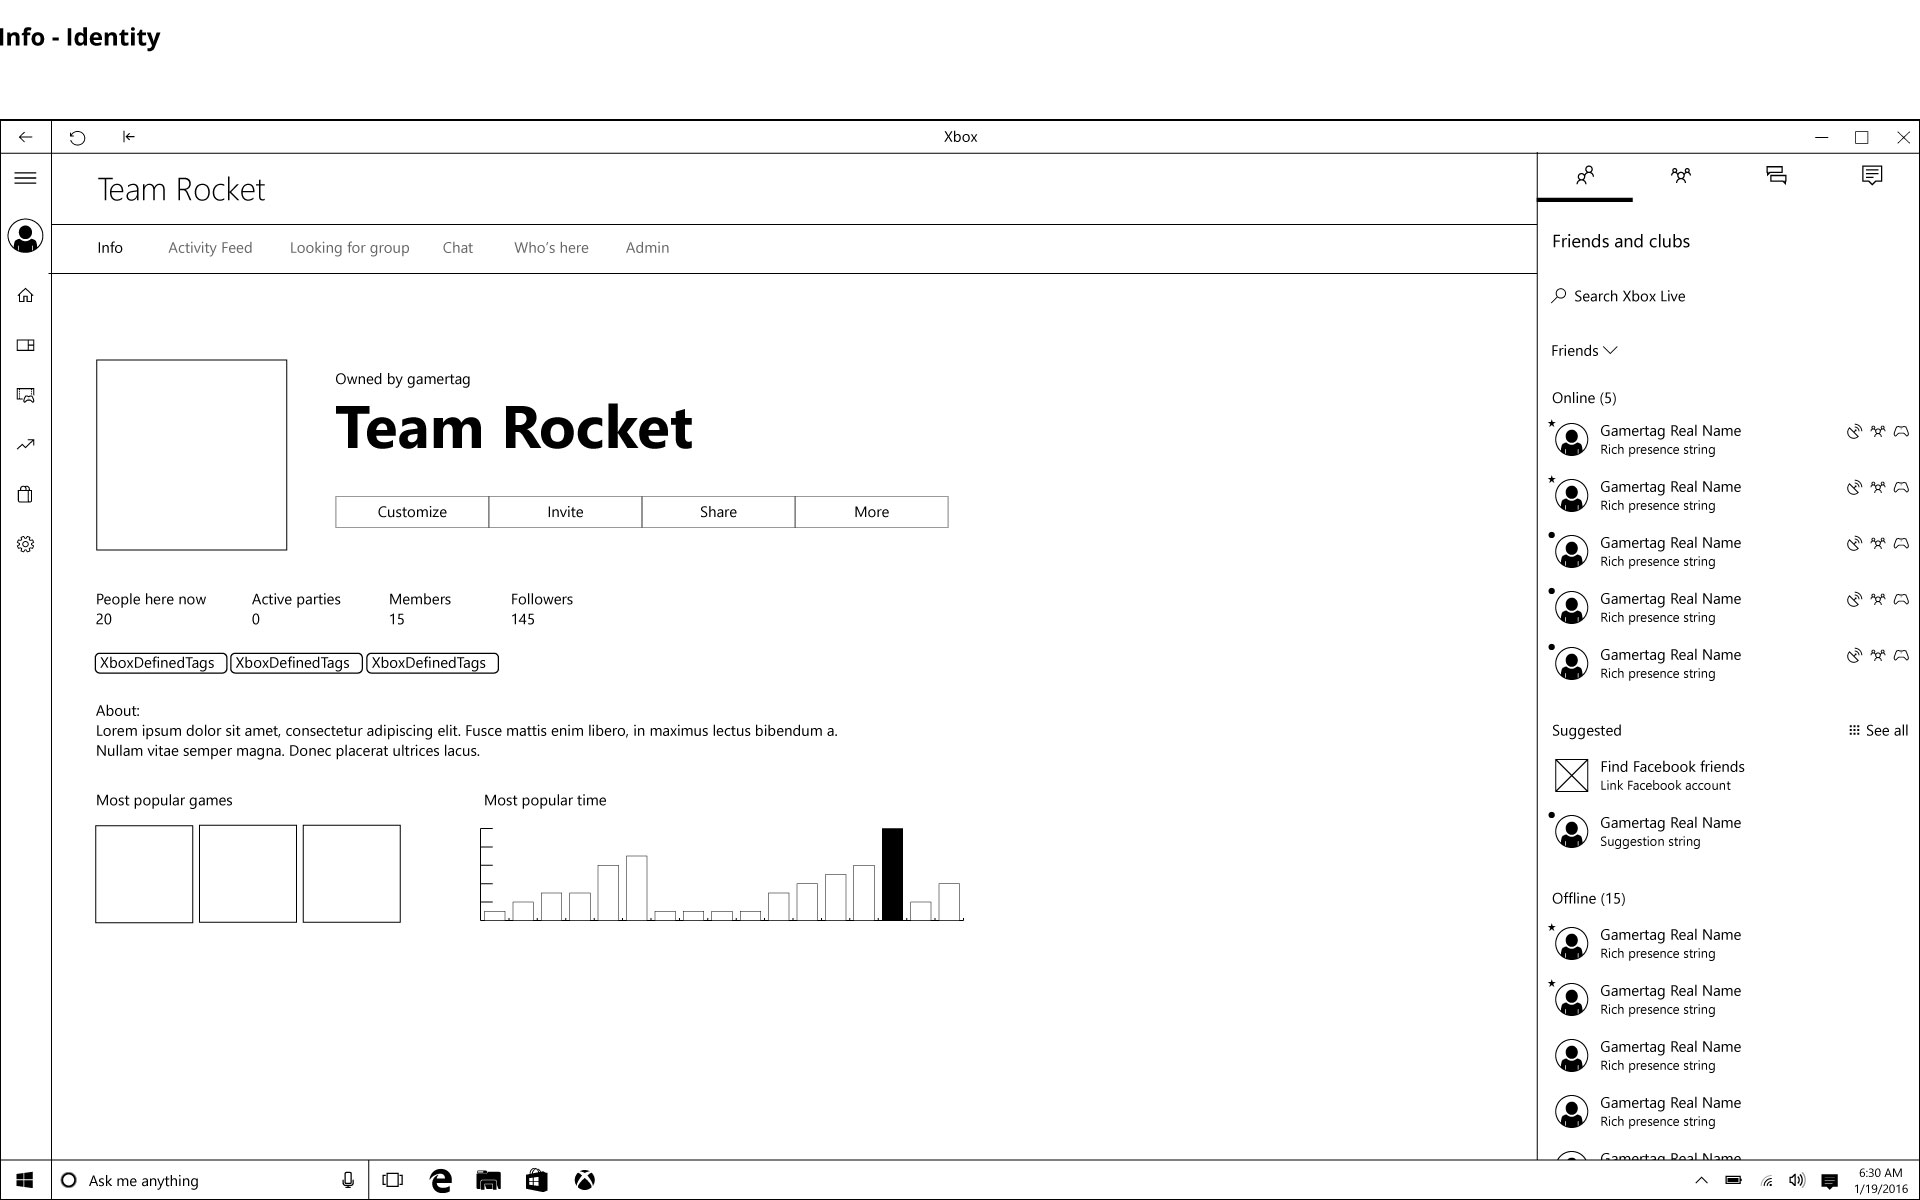 Info - Identity
Xbox
Team Rocket
Info
Activity Feed
Looking for group
Chat
Who's here
Admin
Owned by gamertag
Team Rocket
Customize
Invite
Share
More
People here now
20
Active parties
0
Members
15
Followers
145
XboxDefinedTags
XboxDefinedTags
XboxDefinedTags
About:
Lorem ipsum dolor sit amet, consectetur adipiscing elit. Fusce mattis enim libero, in maximus lectus bibendum a.
Nullam vitae semper magna. Donec placerat ultrices lacus.
Most popular games
Most popular time
Friends and clubs
Search Xbox Live
Friends
Online (5)
Gamertag Real Name
Rich presence string
Gamertag Real Name
Rich presence string
Gamertag Real Name
Rich presence string
Gamertag Real Name
Rich presence string
Gamertag Real Name
Rich presence string
Suggested
See all
Find Facebook friends
Link Facebook account
Gamertag Real Name
Suggestion string
Offline (15)
Gamertag Real Name
Rich presence string
Gamertag Real Name
Rich presence string
Gamertag Real Name
Rich presence string
Gamertag Real Name
Rich presence string
Gamertag Real Name
Ask me anything
6:30 AM
1/19/2016